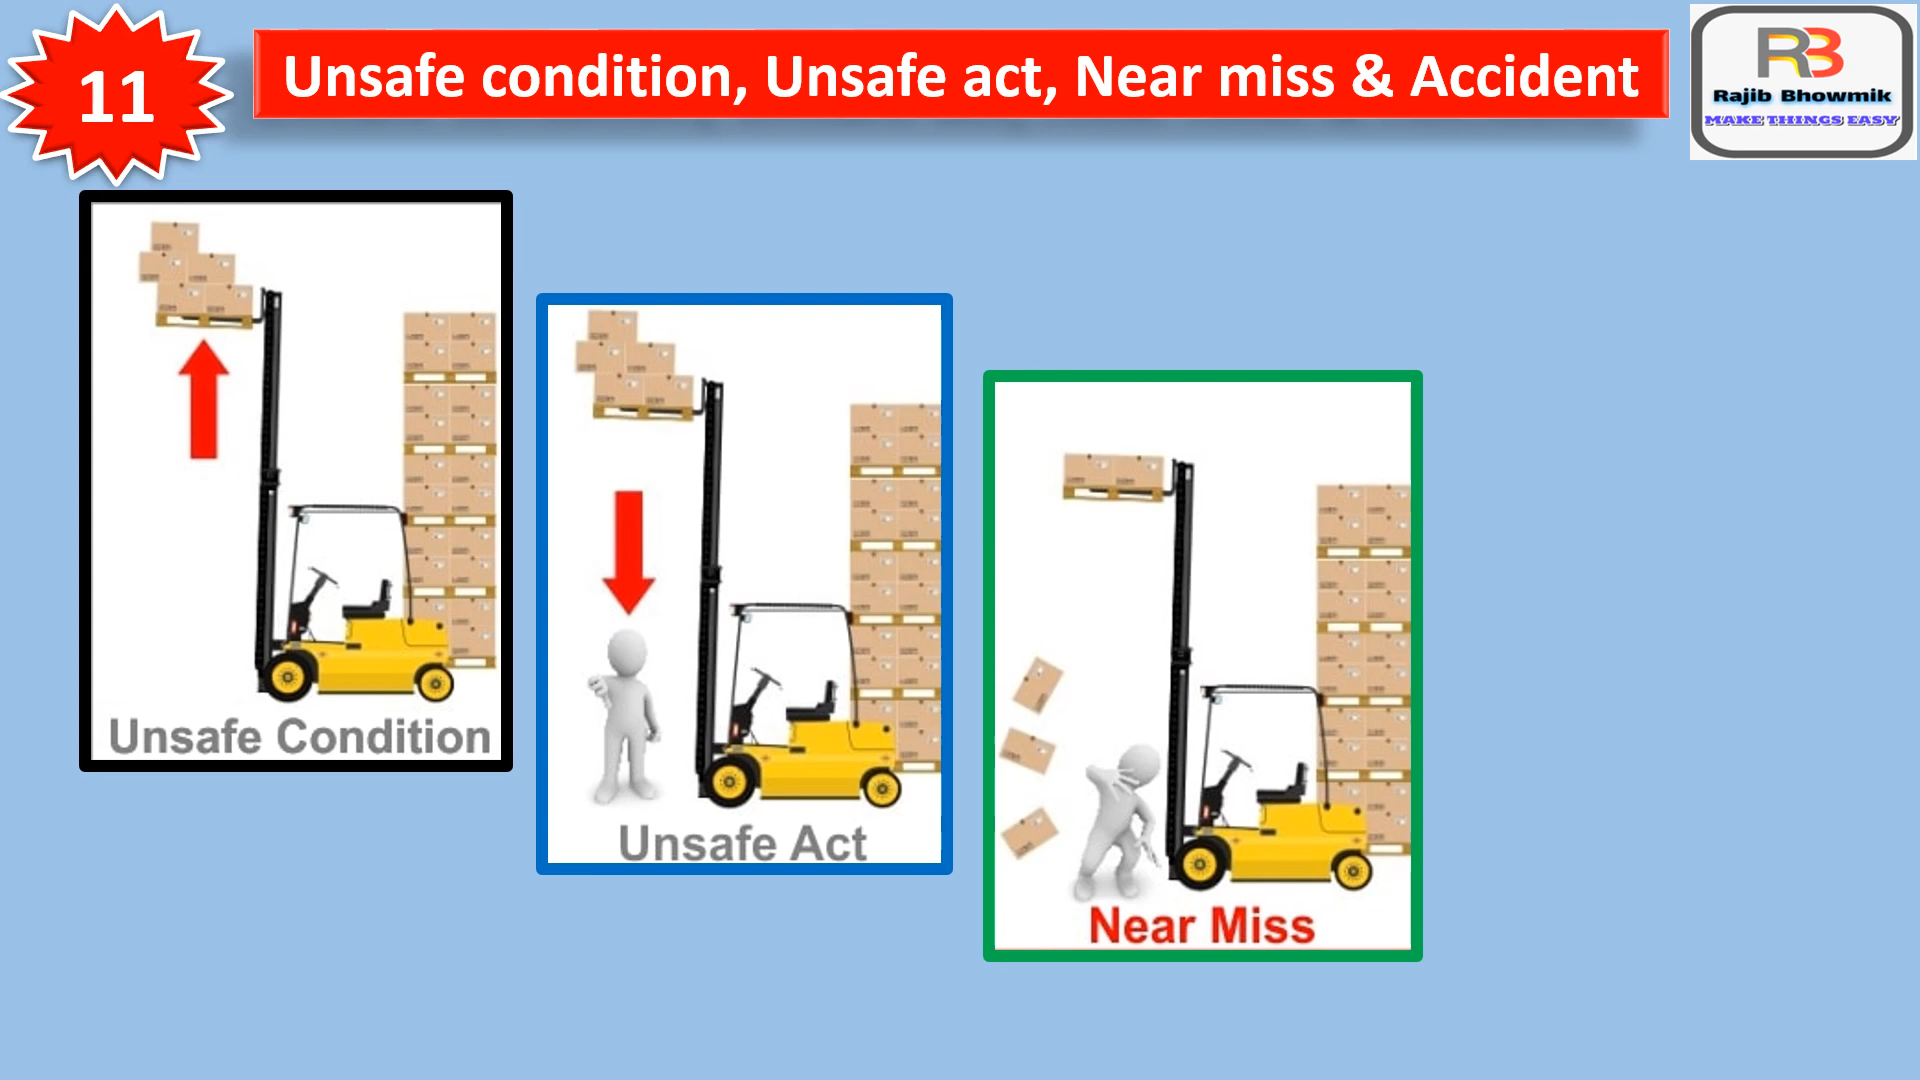 11
Unsafe condition, Unsafe act, Near miss & Accident
RB
Rajib Bhowmik
MAKE THINGS EASY
Unsafe Condition
Unsafe Act
Near Miss